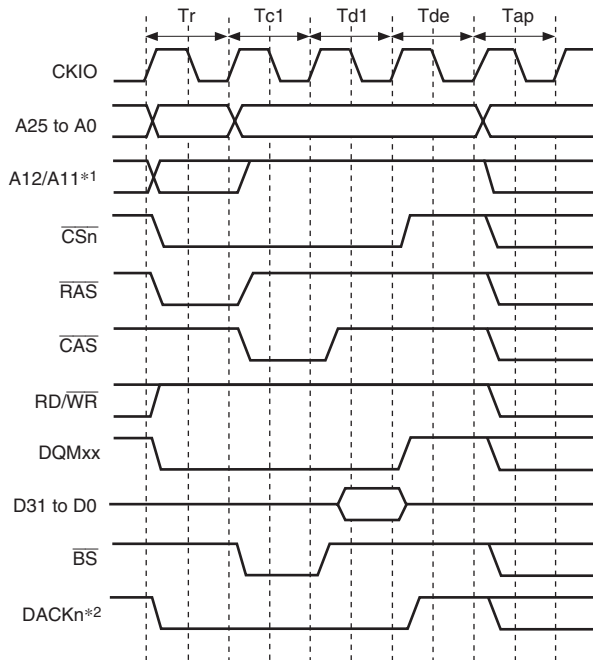 Tr Tc1 Td1 Tde Tap
CKIO
A25 to A0
A12/A11*1
CSn
RAS
CAS
RD/WR
DQMxx
D31 to D0
BS
DACKn*2